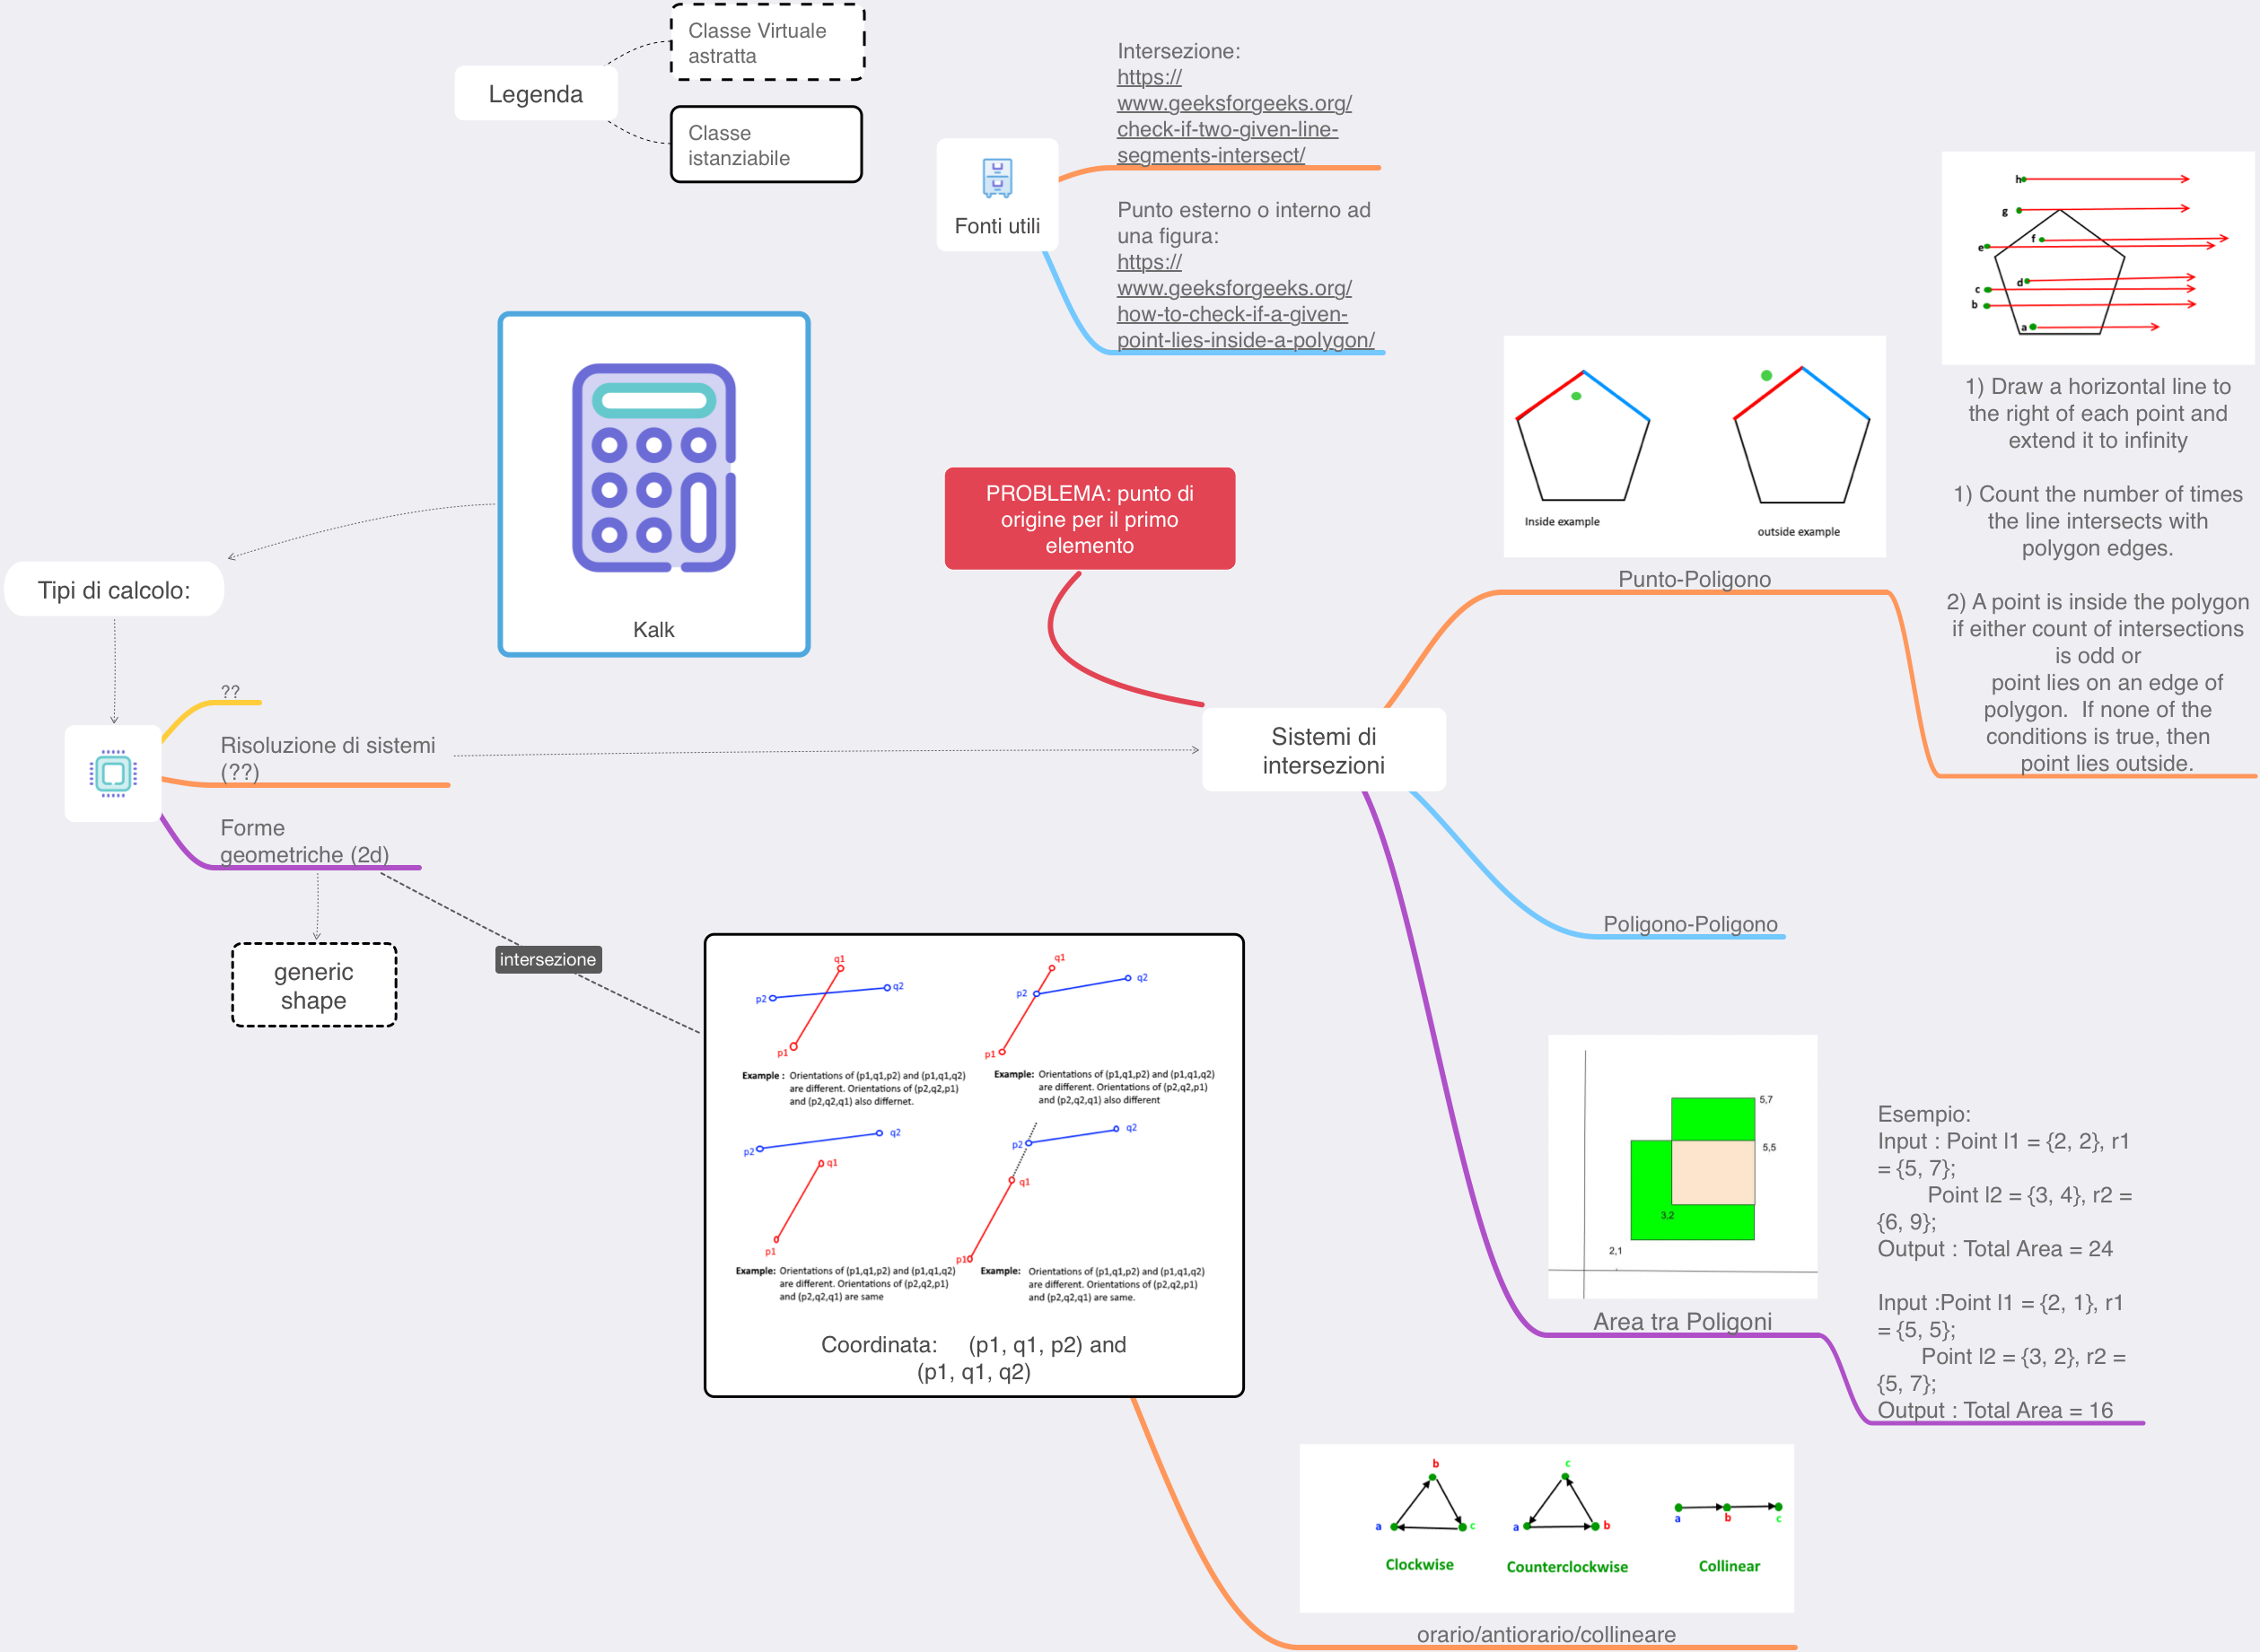 Classe Virtuale
astratta
Legenda
Classe
istanziabile
Intersezione:
https://
www.geeksforgeeks.org/
check-if-two-given-line-
segments-intersect/
Fonti utili
Punto esterno o interno ad
una figura:
https://
www.geeksforgeeks.org/
how-to-check-if-a-given-
point-lies-inside-a-polygon/
h
g
f
e
d
c
b
a
1) Draw a horizontal line to
the right of each point and
extend it to infinity
1) Count the number of times
the line intersects with
polygon edges.
2) A point is inside the polygon
if either count of intersections
is odd or
point lies on an edge of
polygon.  If none of the
conditions is true, then
point lies outside.
Inside example
outside example
Punto-Poligono
PROBLEMA: punto di
origine per il primo
elemento
Kalk
Tipi di calcolo:
??
Risoluzione di sistemi
(??)
Forme
geometriche (2d)
generic
shape
intersezione
Sistemi di
intersezioni
Poligono-Poligono
q1
p2
q2
p1
Example : Orientations of (p1,q1,p2) and (p1,q1,q2)
are different. Orientations of (p2,q2,p1)
and (p2,q2,q1) also differnet.
q1
q2
p2
p1
Example: Orientations of (p1,q1,p2) and (p1,q1,q2)
are different. Orientations of (p2,q2,p1)
and (p2,q2,q1) also different
q2
p2
q1
p1
Example: Orientations of (p1,q1,p2) and (p1,q1,q2)
are different. Orientations of (p2,q2,p1)
and (p2,q2,q1) are same
q2
p2
q1
p1
Example: Orientations of (p1,q1,p2) and (p1,q1,q2)
are different. Orientations of (p2,q2,p1)
and (p2,q2,q1) are same.
Coordinata: (p1, q1, p2) and
(p1, q1, q2)
5,7
5,5
3,2
2,1
Area tra Poligoni
Esempio:
Input : Point l1 = {2, 2}, r1
= {5, 7};
Point l2 = {3, 4}, r2 =
{6, 9};
Output : Total Area = 24
Input :Point l1 = {2, 1}, r1
= {5, 5};
Point l2 = {3, 2}, r2 =
{5, 7};
Output : Total Area = 16
b
a
c
Clockwise
c
a
b
Counterclockwise
a
b
c
Collinear
orario/antiorario/collineare